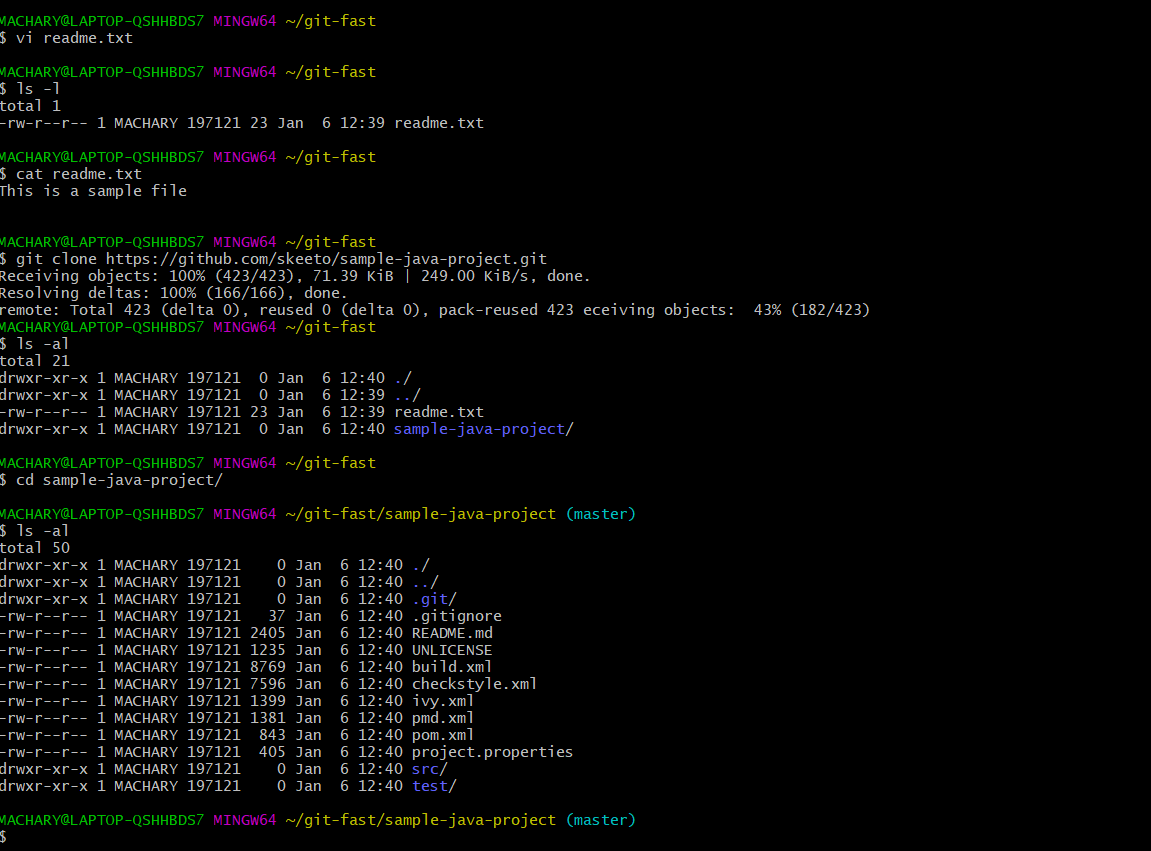 MACHARY@LAPTOP-QSHHBDS7 MINGW64 ~/git-fast
$ vi readme.txt
MACHARY@LAPTOP-QSHHBDS7 MINGW64 ~/git-fast
$ ls -l
total 1
-rw-r--r-- 1 MACHARY 197121 23 Jan  6 12:39 readme.txt
MACHARY@LAPTOP-QSHHBDS7 MINGW64 ~/git-fast
$ cat readme.txt
This is a sample file
MACHARY@LAPTOP-QSHHBDS7 MINGW64 ~/git-fast
$ git clone https://github.com/skeeto/sample-java-project.git
Receiving objects: 100% (423/423), 71.39 KiB | 249.00 KiB/s, done.
Resolving deltas: 100% (166/166), done.
remote: Total 423 (delta 0), reused 0 (delta 0), pack-reused 423 eceiving objects:  43% (182/423)
MACHARY@LAPTOP-QSHHBDS7 MINGW64 ~/git-fast
$ ls -al
total 21
drwxr-xr-x 1 MACHARY 197121  0 Jan  6 12:40 ./
drwxr-xr-x 1 MACHARY 197121  0 Jan  6 12:39 ../
-rw-r--r-- 1 MACHARY 197121 23 Jan  6 12:39 readme.txt
drwxr-xr-x 1 MACHARY 197121  0 Jan  6 12:40 sample-java-project/
MACHARY@LAPTOP-QSHHBDS7 MINGW64 ~/git-fast
$ cd sample-java-project/
MACHARY@LAPTOP-QSHHBDS7 MINGW64 ~/git-fast/sample-java-project (master)
$ ls -al
total 50
drwxr-xr-x 1 MACHARY 197121    0 Jan  6 12:40 ./
drwxr-xr-x 1 MACHARY 197121    0 Jan  6 12:40 ../
drwxr-xr-x 1 MACHARY 197121    0 Jan  6 12:40 .git/
-rw-r--r-- 1 MACHARY 197121   37 Jan  6 12:40 .gitignore
-rw-r--r-- 1 MACHARY 197121 2405 Jan  6 12:40 README.md
-rw-r--r-- 1 MACHARY 197121 1235 Jan  6 12:40 UNLICENSE
-rw-r--r-- 1 MACHARY 197121 8769 Jan  6 12:40 build.xml
-rw-r--r-- 1 MACHARY 197121 7596 Jan  6 12:40 checkstyle.xml
-rw-r--r-- 1 MACHARY 197121 1399 Jan  6 12:40 ivy.xml
-rw-r--r-- 1 MACHARY 197121 1381 Jan  6 12:40 pmd.xml
-rw-r--r-- 1 MACHARY 197121  843 Jan  6 12:40 pom.xml
-rw-r--r-- 1 MACHARY 197121  405 Jan  6 12:40 project.properties
drwxr-xr-x 1 MACHARY 197121    0 Jan  6 12:40 src/
drwxr-xr-x 1 MACHARY 197121    0 Jan  6 12:40 test/
MACHARY@LAPTOP-QSHHBDS7 MINGW64 ~/git-fast/sample-java-project (master)
$